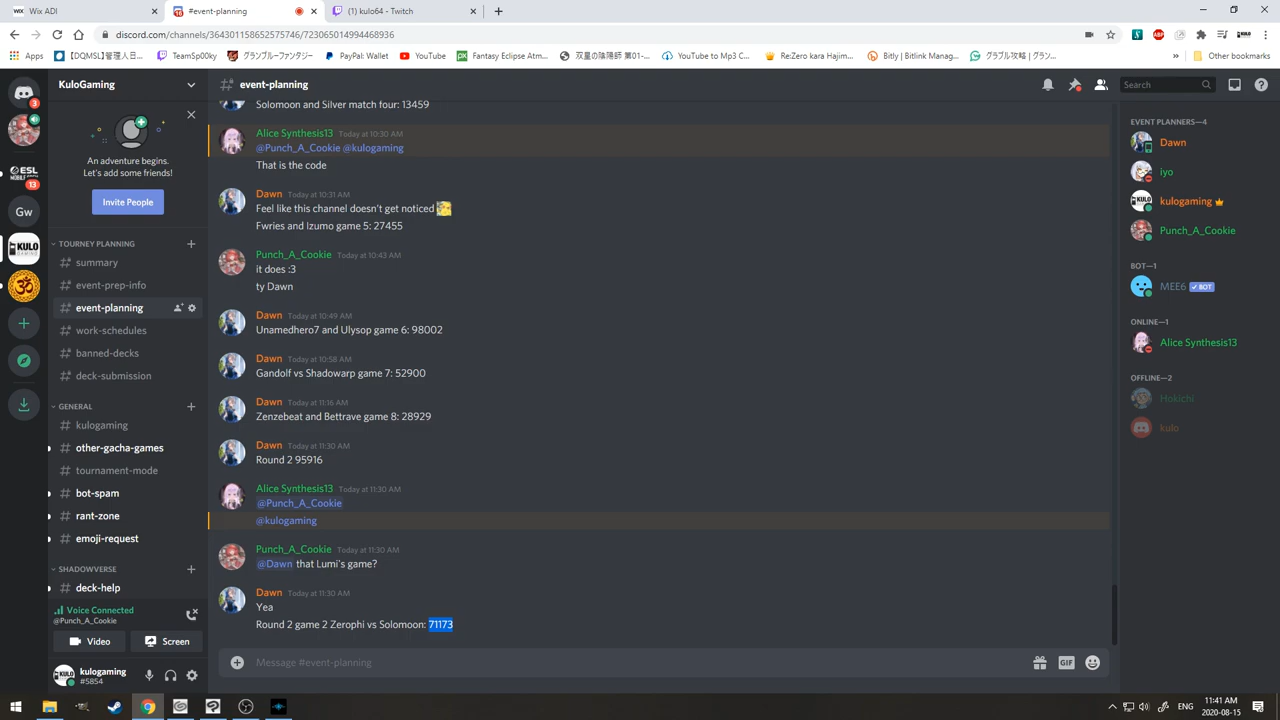 Wix ADI
#event-planning
(1) kulo64 - Twitch
discord.com/channels/364301158652575746/723065014994468936
Apps
【DQMSL】管理人日...
TeamSp00ky
グランブルーファンタジー
PayPal: Wallet
YouTube
Fantasy Eclipse Atm...
双星の陰陽師 第01-...
YouTube to Mp3 C...
Re:Zero kara Hajim...
Bitly | Bitlink Manag...
グラブル攻略 | グラン...
Other bookmarks
KuloGaming
event-planning
Search
An adventure begins.
Let's add some friends!
Invite People
TOURNEY PLANNING
summary
event-prep-info
event-planning
work-schedules
banned-decks
deck-submission
GENERAL
kulogaming
other-gacha-games
tournament-mode
bot-spam
rant-zone
emoji-request
SHADOWVERSE
deck-help
Voice Connected
@Punch_A_Cookie
Video
Screen
kulogaming
#5854
3
ESL
MOBILE
13
Gw
KULO
GAMING
Solomoon and Silver match four: 13459
Alice Synthesis13 Today at 10:30 AM
@Punch_A_Cookie @kulogaming
That is the code
Dawn Today at 10:31 AM
Feel like this channel doesn't get noticed
Fwries and Izumo game 5: 27455
Punch_A_Cookie Today at 10:43 AM
it does :3
ty Dawn
Dawn Today at 10:49 AM
Unamedhero7 and Ulysop game 6: 98002
Dawn Today at 10:58 AM
Gandolf vs Shadowarp game 7: 52900
Dawn Today at 11:16 AM
Zenzebeat and Bettrave game 8: 28929
Dawn Today at 11:30 AM
Round 2 95916
Alice Synthesis13 Today at 11:30 AM
@Punch_A_Cookie
@kulogaming
Punch_A_Cookie Today at 11:30 AM
@Dawn that Lumi's game?
Dawn Today at 11:30 AM
Yea
Round 2 game 2 Zerophi vs Solomoon: 71173
Message #event-planning
GIF
EVENT PLANNERS—4
Dawn
iyo
kulogaming
Punch_A_Cookie
BOT—1
MEE6 BOT
ONLINE—1
Alice Synthesis13
OFFLINE—2
Hokichi
kulo
ENG
11:41 AM
2020-08-15